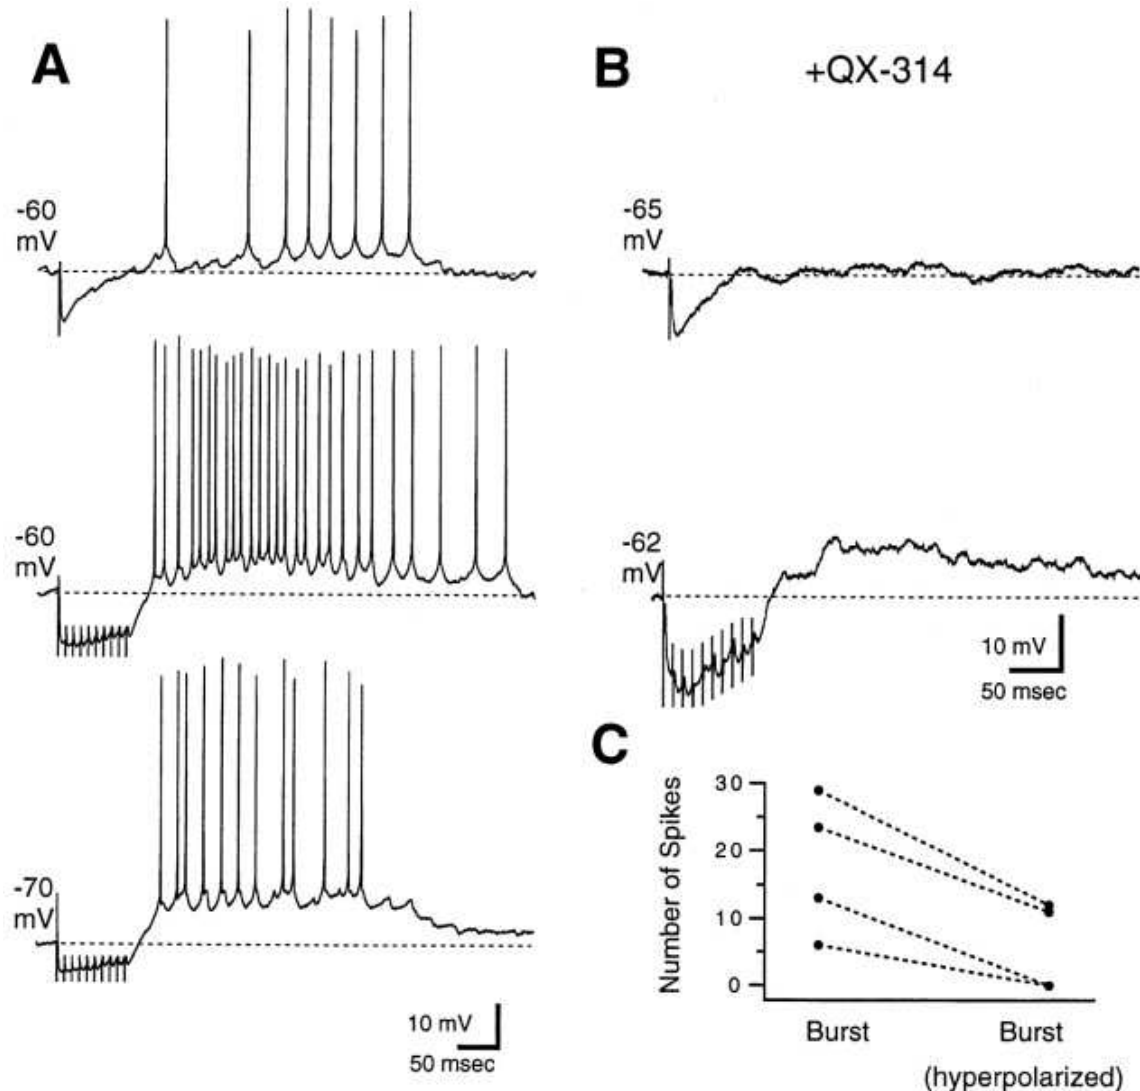 A
-60
mV
-60
mV
-70
mV
10 mV
50 msec
B
+QX-314
-65
mV
-62
mV
10 mV
50 msec
C
Number of Spikes
30
20
10
0
Burst
Burst
(hyperpolarized)